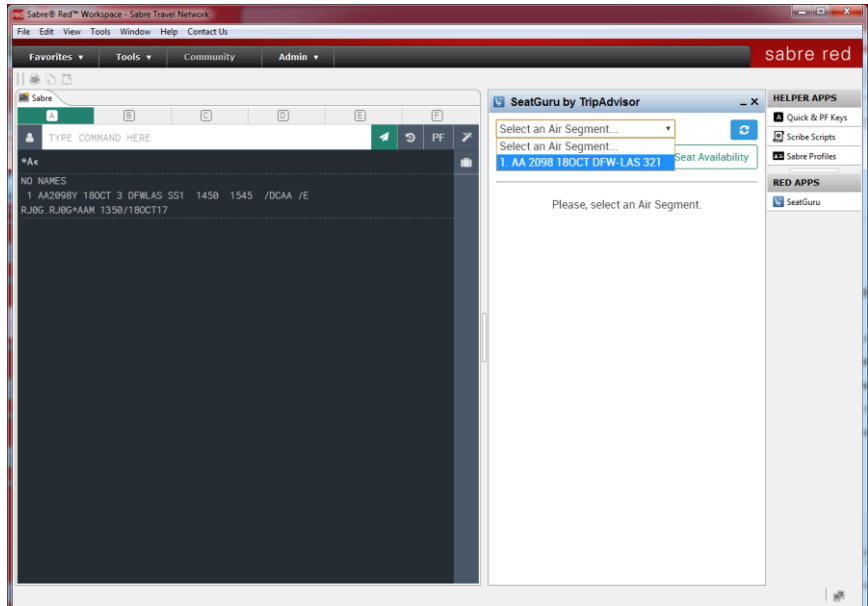 Sabre® Red™ Workspace - Sabre Travel Network
File Edit View Tools Window Help Contact Us
Favorites ▾ Tools ▾ Community Admin ▾
sabre red
Sabre
A B C D E F
TYPE COMMAND HERE
PF
*A«
NO NAMES
1 AA2098Y 18OCT 3 DFWLAS SS1 1450 1545 /DCAA /E
RJ0G.RJ0G*AAM 1350/18OCT17
SeatGuru by TripAdvisor
Select an Air Segment...
Select an Air Segment...
1. AA 2098 18OCT DFW-LAS 321
Seat Availability
Please, select an Air Segment.
HELPER APPS
Quick & PF Keys
Scribe Scripts
Sabre Profiles
RED APPS
SeatGuru